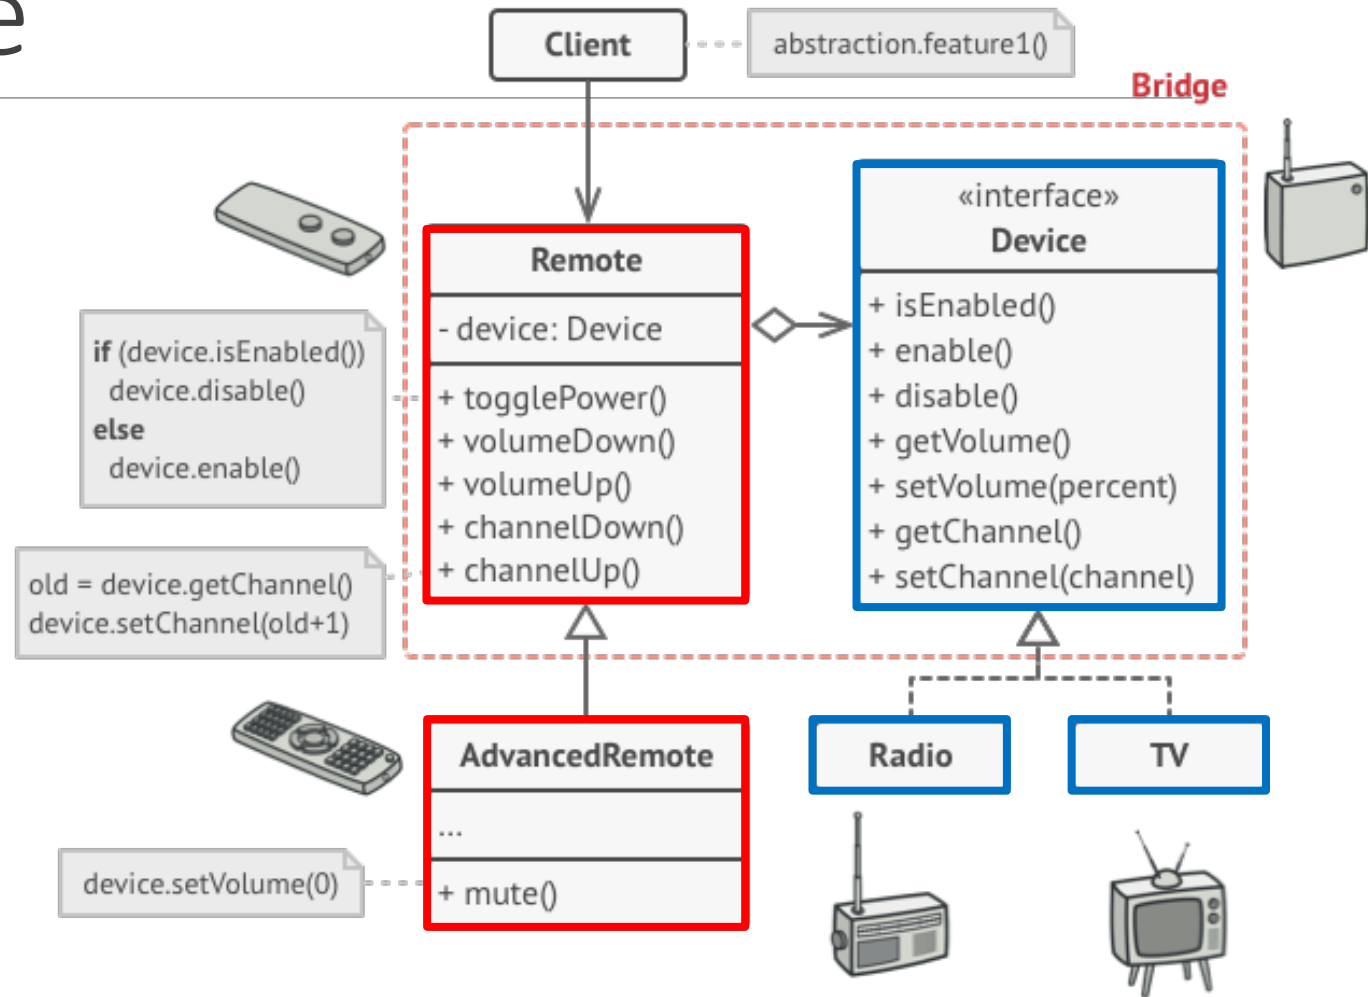 e
Client
abstraction.feature1()
Bridge
«interface»
Device
+ isEnabled()
+ enable()
+ disable()
+ getVolume()
+ setVolume(percent)
+ getChannel()
+ setChannel(channel)
Remote
- device: Device
+ togglePower()
+ volumeDown()
+ volumeUp()
+ channelDown()
+ channelUp()
if (device.isEnabled())
device.disable()
else
device.enable()
old = device.getChannel()
device.setChannel(old+1)
AdvancedRemote
...
+ mute()
device.setVolume(0)
Radio
TV